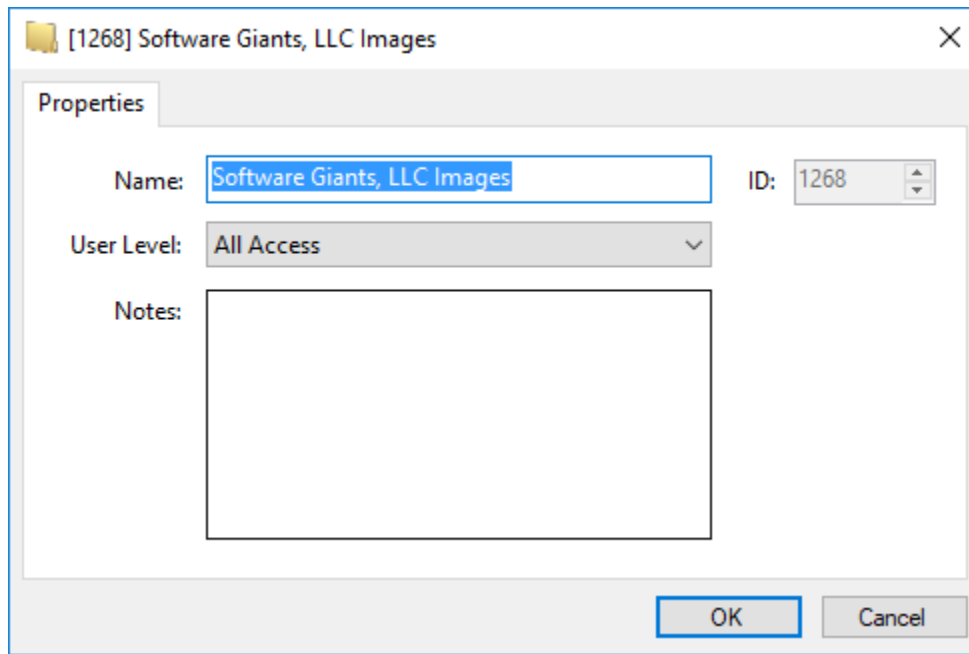 [1268] Software Giants, LLC Images
Properties
Name: Software Giants, LLC Images ID: 1268
User Level: All Access
Notes:
OK Cancel